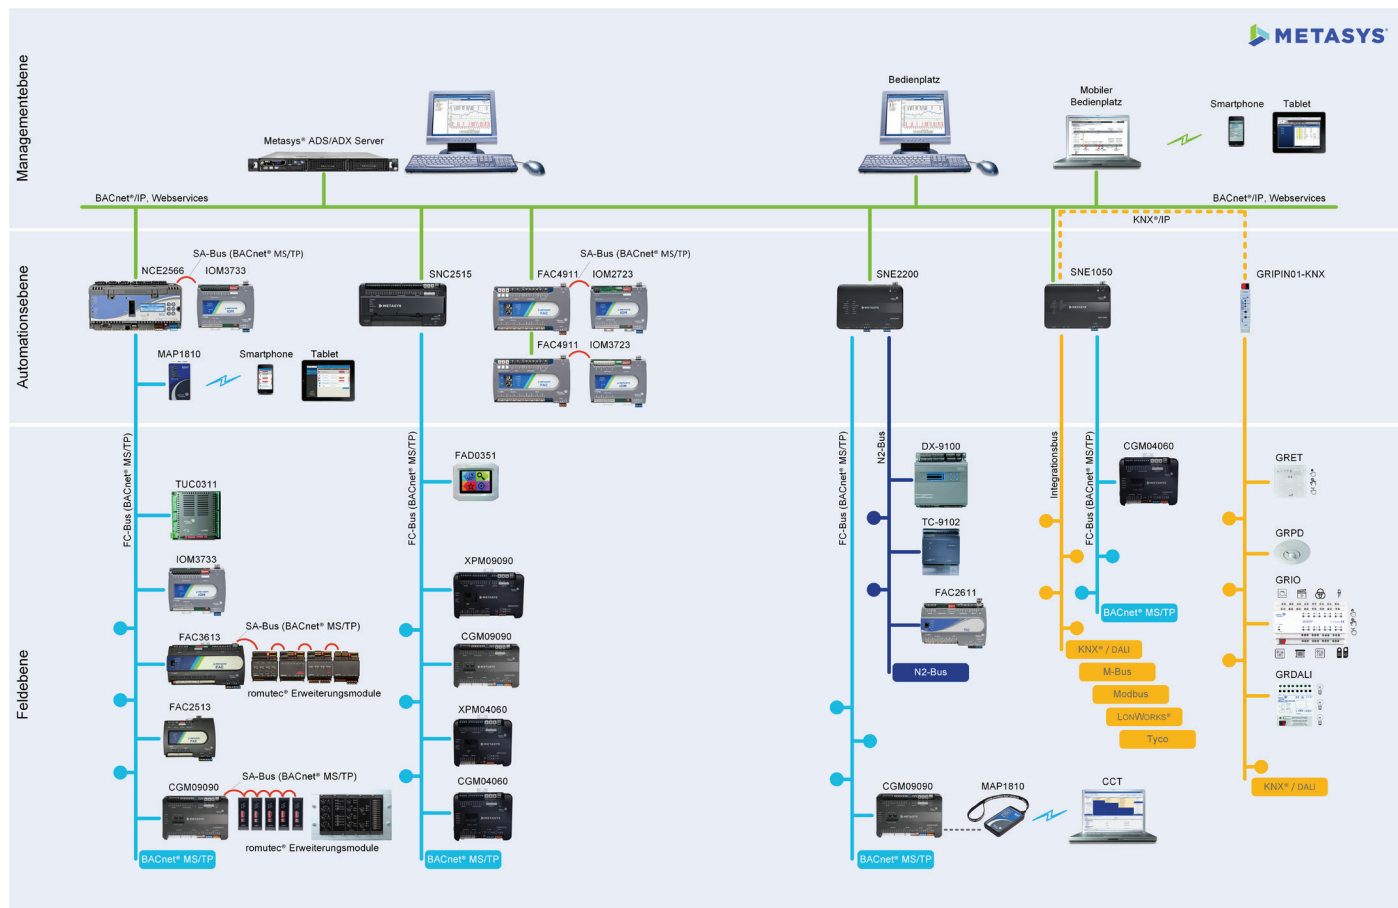 METASYS®
Managementebene
Metasys® ADS/ADX Server
Bedienplatz
Mobiler
Bedienplatz
Smartphone
Tablet
BACnet®/IP, Webservices
BACnet®/IP, Webservices
KNX®/IP
Automationsebene
SA-Bus (BACnet® MS/TP)
NCE2566
IOM3733
SNC2515
SA-Bus (BACnet® MS/TP)
FAC4911
IOM2723
SNE2200
SNE1050
GRIPIN01-KNX
METASYS
METASYS
METASYS
FAC4911
IOM3723
MAP1810
Smartphone
Tablet
Feldebene
FC-Bus (BACnet® MS/TP)
TUC0311
IOM3733
SA-Bus (BACnet® MS/TP)
FAC3613
romutec® Erweiterungsmodule
FAC2513
SA-Bus (BACnet® MS/TP)
CGM09090
romutec® Erweiterungsmodule
BACnet® MS/TP
FC-Bus (BACnet® MS/TP)
FAD0351
XPM09090
CGM09090
XPM04060
CGM04060
BACnet® MS/TP
FC-Bus (BACnet® MS/TP)
N2-Bus
DX-9100
TC-9102
FAC2611
N2-Bus
CGM09090
MAP1810
CCT
BACnet® MS/TP
Integrationsbus
FC-Bus (BACnet® MS/TP)
CGM04060
BACnet® MS/TP
KNX® / DALI
M-Bus
Modbus
LONWORKS®
Tyco
GRET
GRPD
GRIO
GRDALI
KNX® / DALI